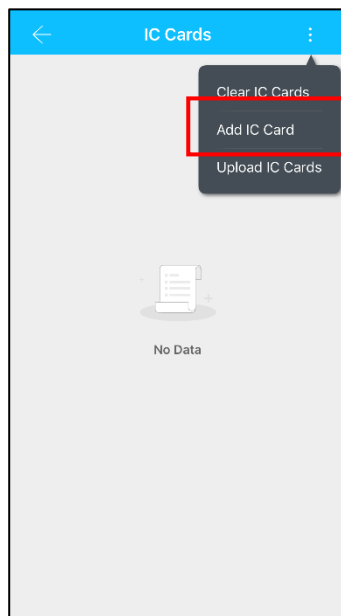 IC Cards
Clear IC Cards
Add IC Card
Upload IC Cards
No Data